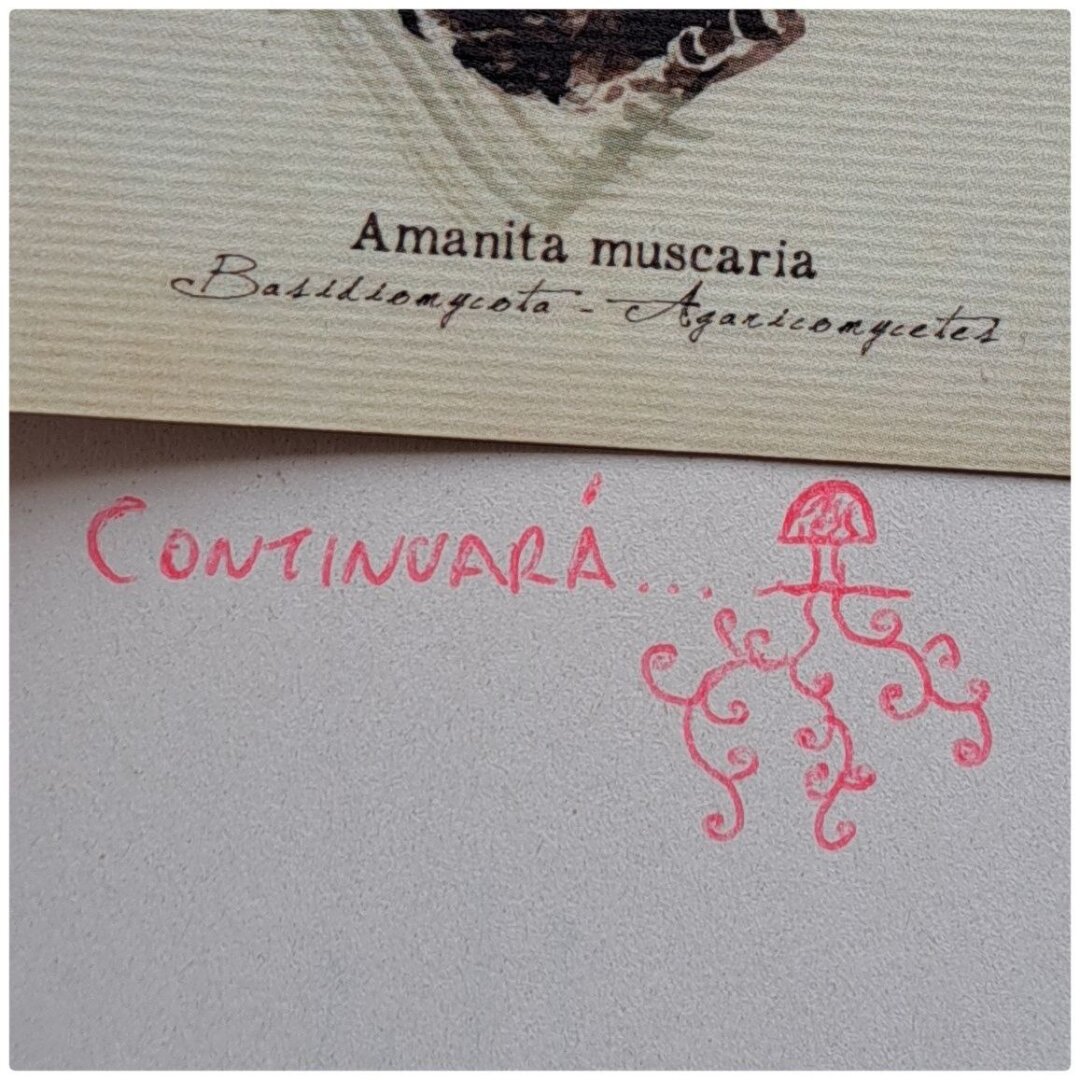 Amanita muscaria
Basidiomycota - Agaricomycetes
CONTINUARÁ...